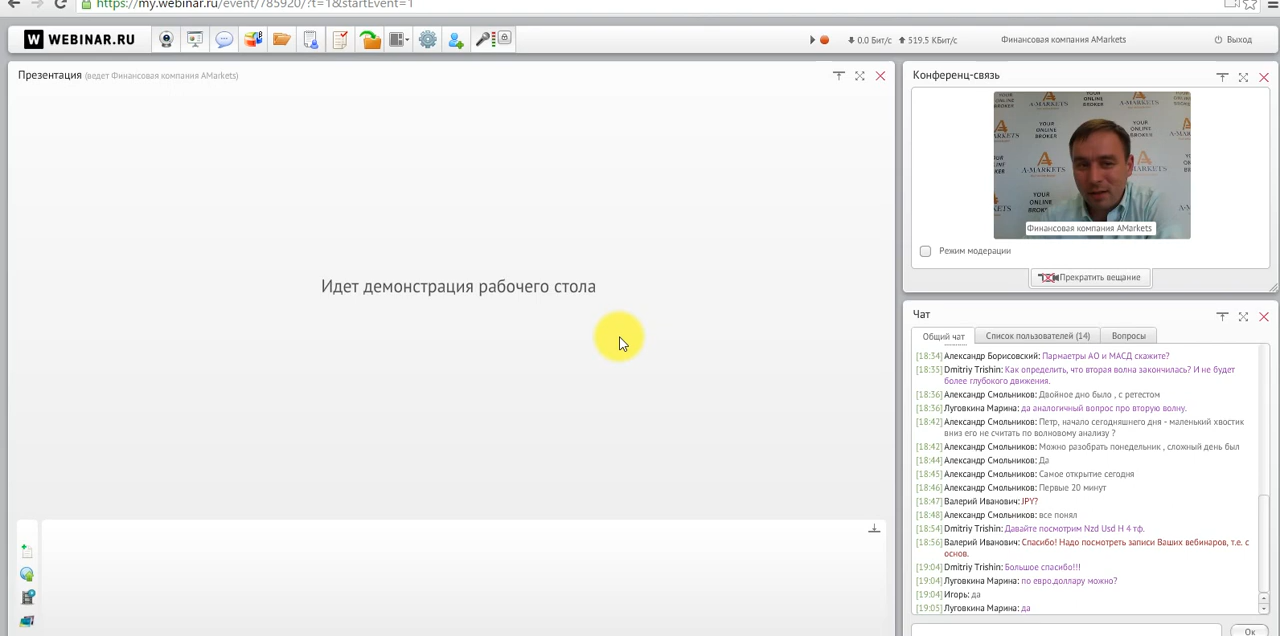 https://my.webinar.ru/event/785920/?t=1&startEvent=1
W WEBINAR.RU
0.0 Бит/с 519.5 КБит/с
Финансовая компания AMarkets
Выход
Презентация (ведет Финансовая компания AMarkets)
Идет демонстрация рабочего стола
Конференц-связь
YOUR ONLINE BROKER
A-MARKETS
Финансовая компания AMarkets
Режим модерации
Прекратить вещание
Чат
Общий чат
Список пользователей (14)
Вопросы
[18:34] Александр Борисовский: Пармаетры АО и МАСД скажите?
[18:35] Dmitriy Trishin: Как определить, что вторая волна закончилась? И не будет
более глубокого движения.
[18:36] Александр Смольников: Двойное дно было , с ретестом
[18:36] Луговкина Марина: да аналогичный вопрос про вторую волну.
[18:42] Александр Смольников: Петр, начало сегодняшнего дня - маленький хвостик
вниз его не считать по волновому анализу ?
[18:42] Александр Смольников: Можно разобрать понедельник , сложный день был
[18:44] Александр Смольников: Да
[18:45] Александр Смольников: Самое открытие сегодня
[18:46] Александр Смольников: Первые 20 минут
[18:47] Валерий Иванович: JPY?
[18:48] Александр Смольников: все понял
[18:54] Dmitriy Trishin: Давайте посмотрим Nzd Usd H 4 тф.
[18:56] Валерий Иванович: Спасибо! Надо посмотреть записи Ваших вебинаров, т.е. с
основ.
[19:04] Dmitriy Trishin: Большое спасибо!!!
[19:04] Луговкина Марина: по евро.доллару можно?
[19:04] Игорь: да
[19:05] Луговкина Марина: да
Ок